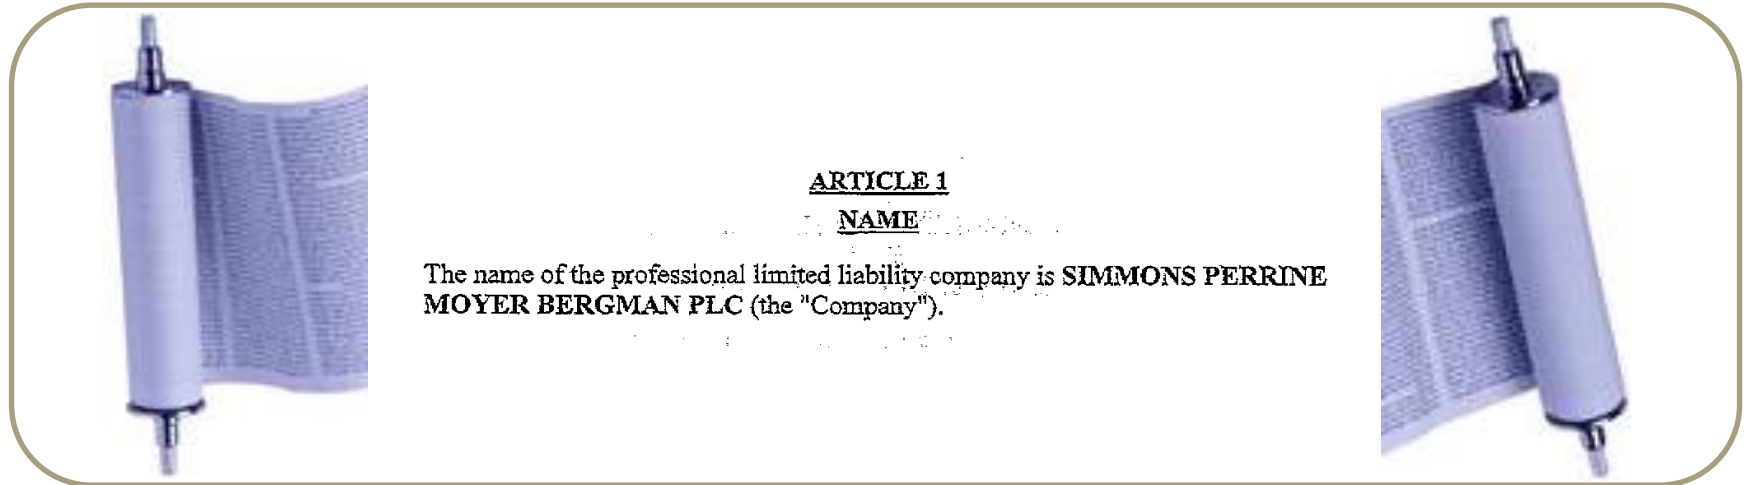 ARTICLE 1
NAME
The name of the professional limited liability company is SIMMONS PERRINE
MOYER BERGMAN PLC (the "Company").